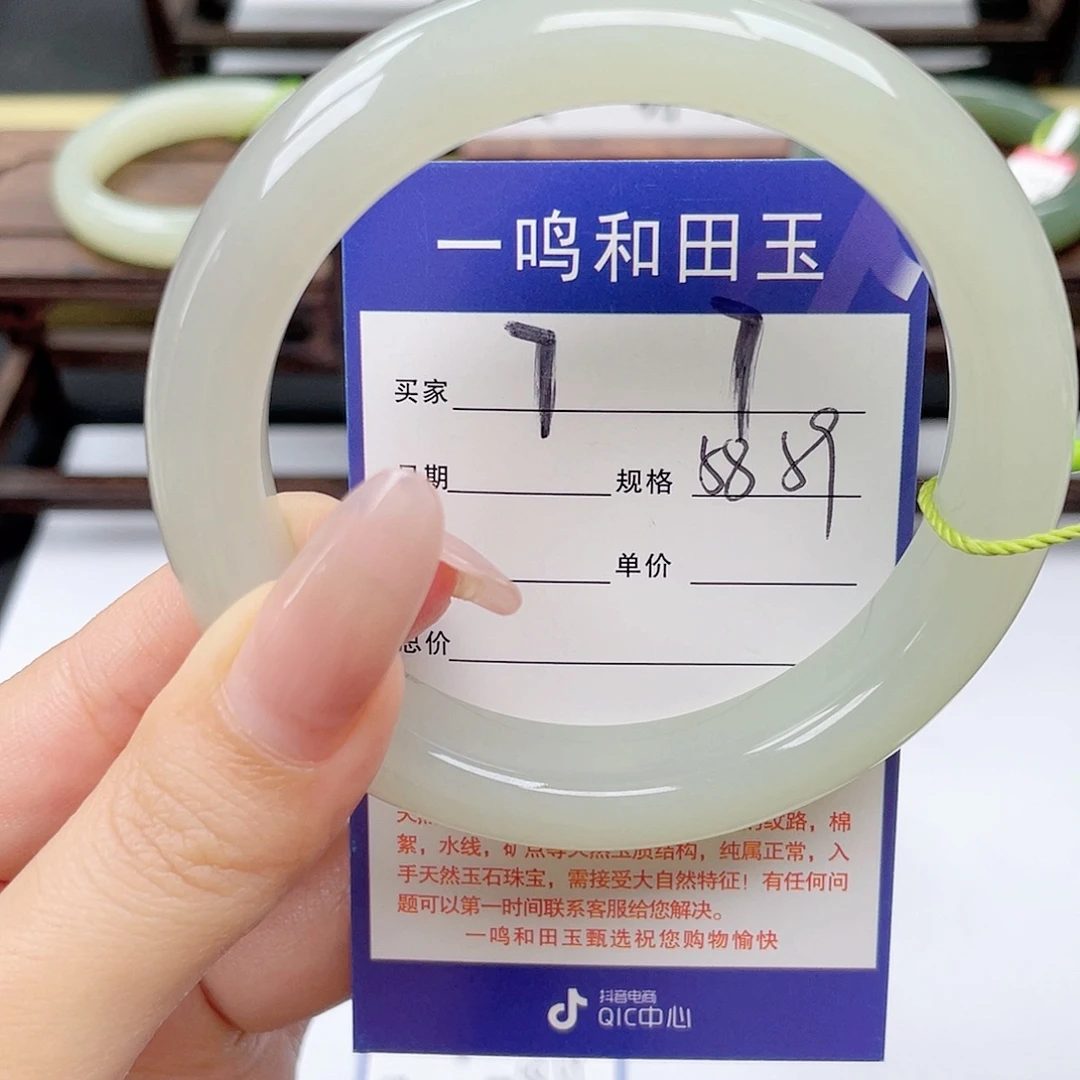 一鸣和田玉
买家 7 7
期 规格 58 89
单价
总价
纹路，棉
絮，水线，矿点等天然玉质结构，纯属正常，入
手天然玉石珠宝，需接受大自然特征！有任何问
题可以第一时间联系客服给您解决。
一鸣和田玉甄选祝您购物愉快
抖音电商
QIC中心